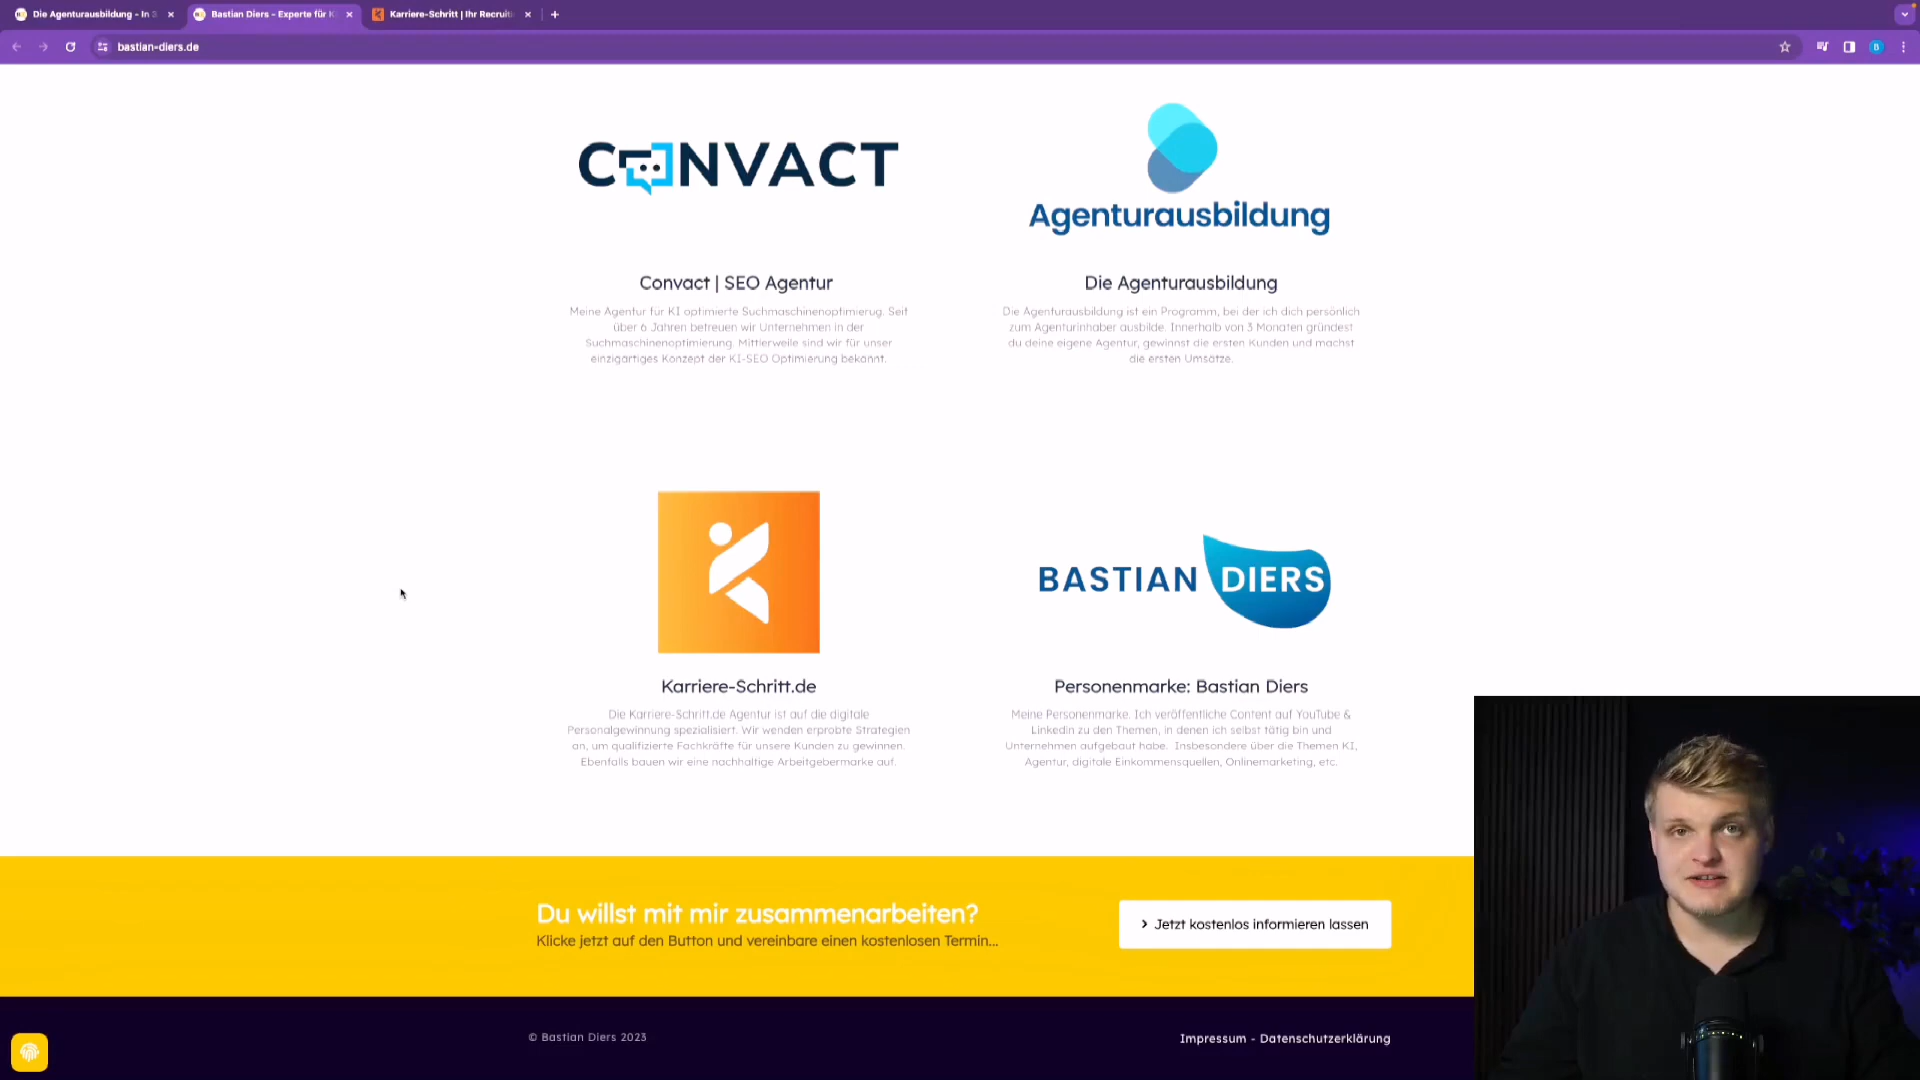 Die Agenturausbildung - In 3
Bastian Diers - Experte für K
Karriere-Schritt | Ihr Recruit
bastian-diers.de
B
CONVACT
Agenturausbildung
Convact | SEO Agentur
Meine Agentur für KI optimierte Suchmaschinenoptimierug. Seit
über 6 Jahren betreuen wir Unternehmen in der
Suchmaschinenoptimierung. Mittlerweile sind wir für unser
einzigartiges Konzept der KI-SEO Optimierung bekannt.
Die Agenturausbildung
Die Agenturausbildung ist ein Programm, bei der ich dich persönlich
zum Agenturinhaber ausbilde. Innerhalb von 3 Monaten gründest
du deine eigene Agentur, gewinnst die ersten Kunden und machst
die ersten Umsätze.
BASTIAN DIERS
Karriere-Schritt.de
Die Karriere-Schritt.de Agentur ist auf die digitale
Personalgewinnung spezialisiert. Wir wenden erprobte Strategien
an, um qualifizierte Fachkräfte für unsere Kunden zu gewinnen.
Ebenfalls bauen wir eine nachhaltige Arbeitgebermarke auf.
Personenmarke: Bastian Diers
Meine Personenmarke. Ich veröffentliche Content auf YouTube &
Linkedin zu den Themen, in denen ich selbst tätig bin und
Unternehmen aufgebaut habe. Insbesondere über die Themen KI,
Agentur, digitale Einkommensquellen, Onlinemarketing, etc.
Du willst mit mir zusammenarbeiten?
Klicke jetzt auf den Button und vereinbare einen kostenlosen Termin...
Jetzt kostenlos informieren lassen
© Bastian Diers 2023
Impressum - Datenschutzerklärung